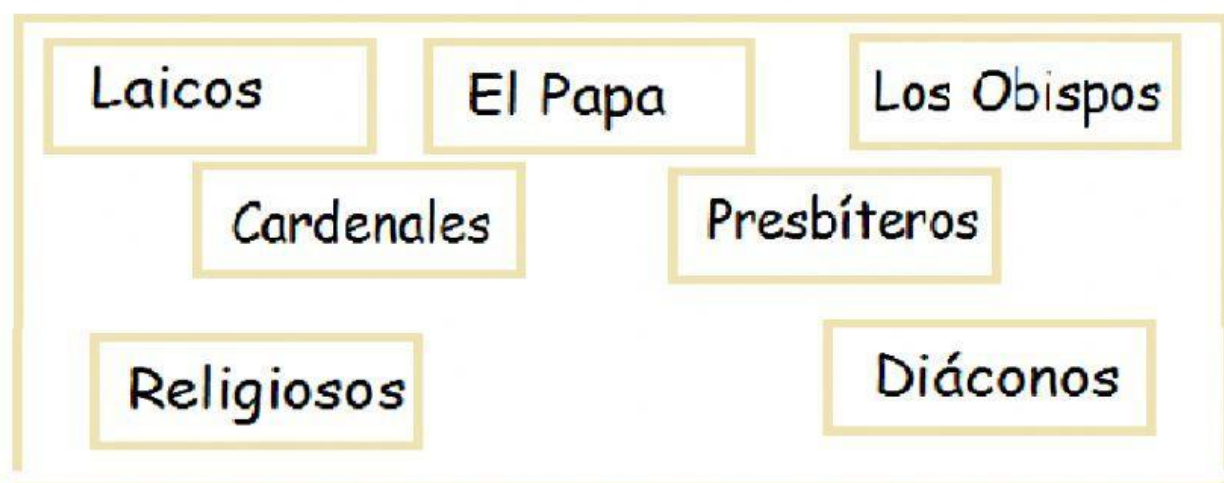 Laicos
El Papa
Los Obispos
Cardenales
Presbíteros
Religiosos
Diáconos